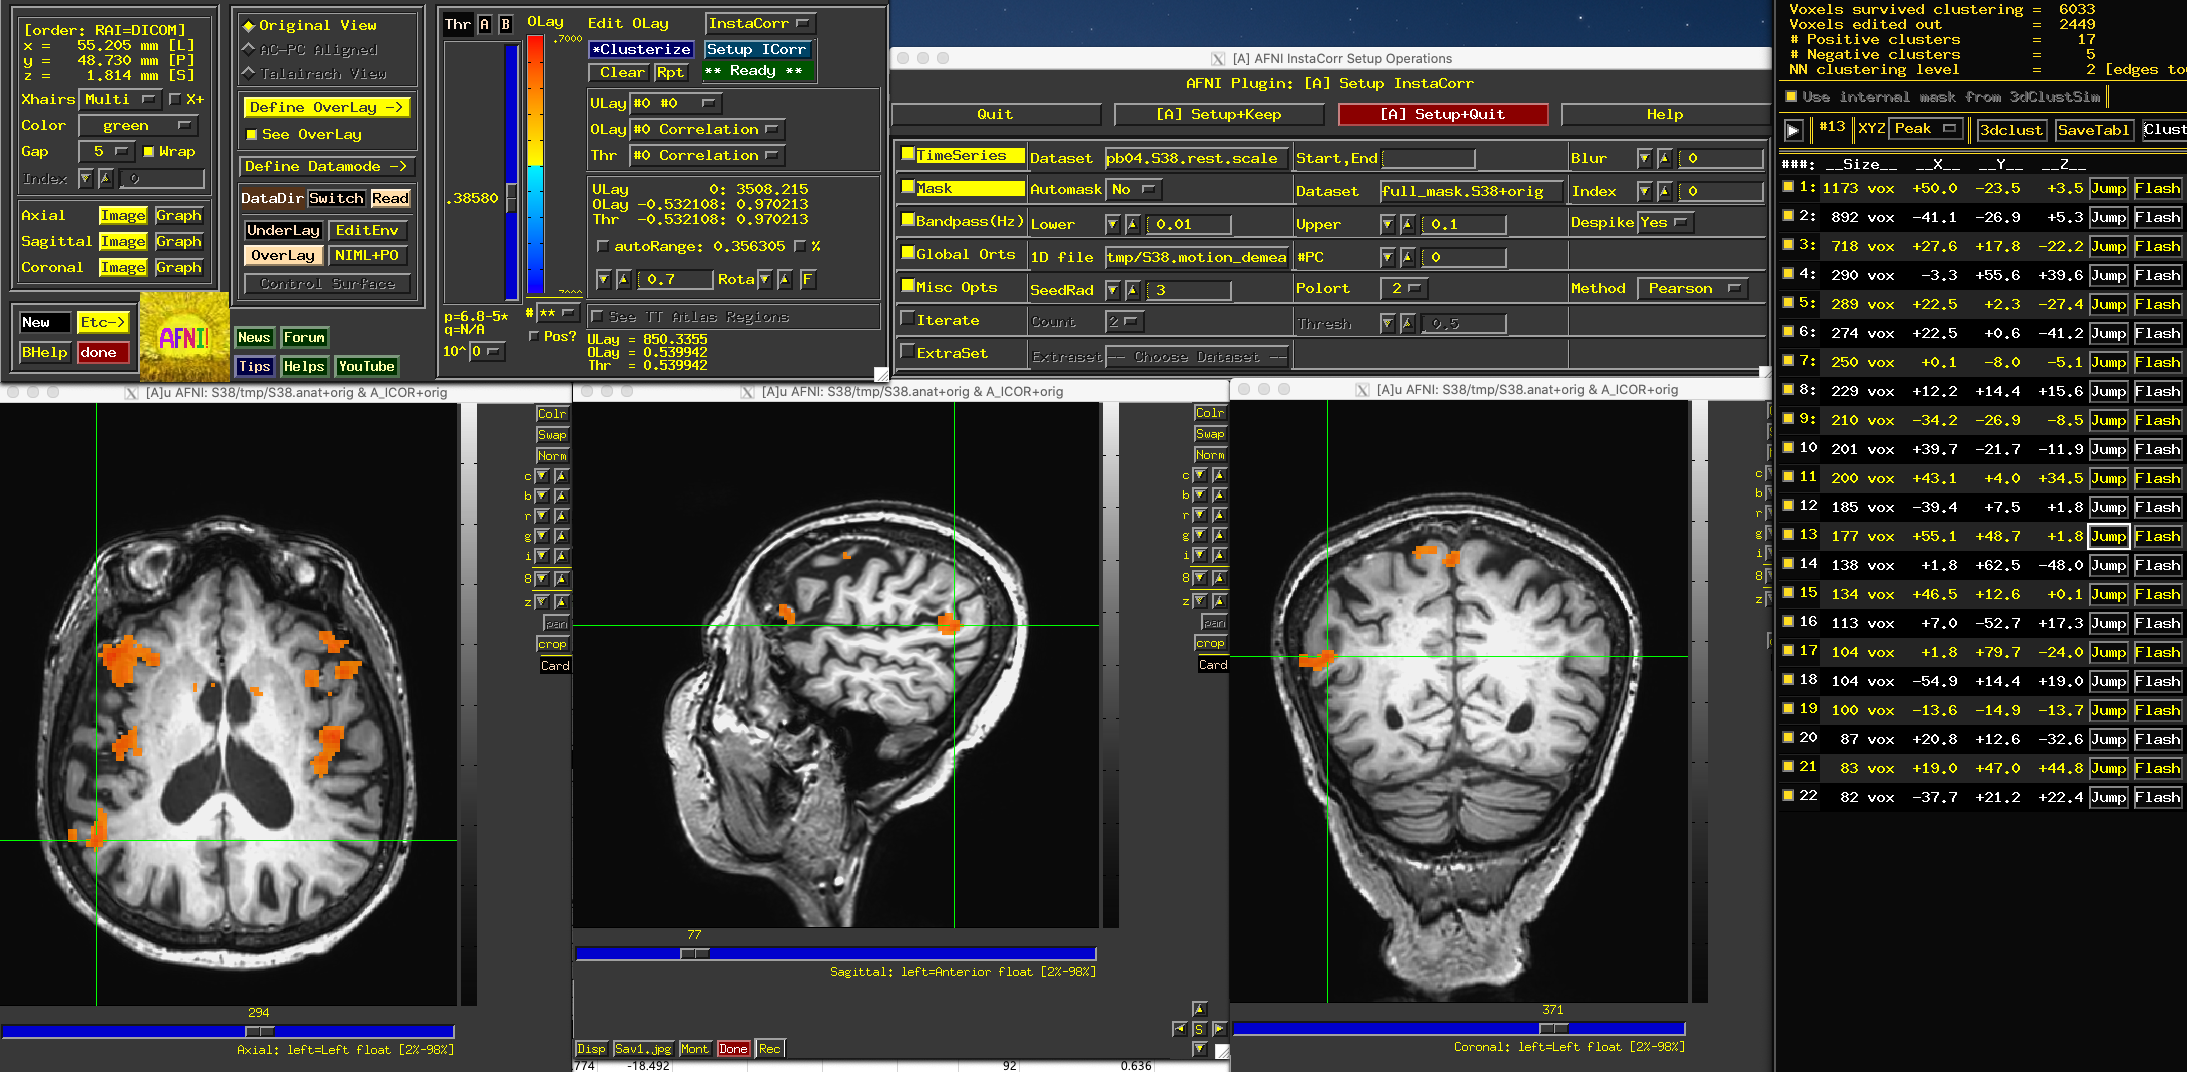 [order: RAI=DICOM]
x = 55.205 mm [L]
y = 48.730 mm [P]
z = 1.814 mm [S]
Xhairs Multi X+
Color green
Gap 5 Wrap
Index 0
Axial Image Graph
Sagittal Image Graph
Coronal Image Graph
New Etc->
BHelp done
AFNI!
Original View
AC-PC Aligned
Talairach View
Define OverLay ->
See OverLay
Define Datamode ->
DataDir Switch Read
UnderLay EditEnv
OverLay NIML+PO
Control Surface
News Forum
Tips Helps YouTube
Thr A B OLay
.7000
.38580
p=6.8-5*
q=N/A
10^ 0
# **
Pos?
Edit OLay InstaCorr
*Clusterize Setup ICorr
Clear Rpt ** Ready **
ULay #0 #0
OLay #0 Correlation
Thr #0 Correlation
ULay 0: 3508.215
OLay -0.532108: 0.970213
Thr -0.532108: 0.970213
autoRange: 0.356305 %
0.7 Rota F
See TT Atlas Regions
ULay = 850.3355
OLay = 0.539942
Thr = 0.539942
[A] AFNI InstaCorr Setup Operations
AFNI Plugin: [A] Setup InstaCorr
Quit [A] Setup+Keep [A] Setup+Quit Help
TimeSeries Dataset pb04.S38.rest.scale Start,End Blur 0
Mask Automask No Dataset full_mask.S38+orig Index 0
Bandpass(Hz) Lower 0.01 Upper 0.1 Despike Yes
Global Orts 1D file tmp/S38.motion_demea #PC 0
Misc Opts SeedRad 3 Polort 2 Method Pearson
Iterate Count 2 Thresh 0.5
ExtraSet Extraset -- Choose Dataset --
Voxels survived clustering = 6033
Voxels edited out = 2449
# Positive clusters = 17
# Negative clusters = 5
NN clustering level = 2 [edges to
Use internal mask from 3dClustSim
#13 XYZ Peak 3dclust SaveTabl Clust
###: __Size__ __X__ __Y__ __Z__
1: 1173 vox +50.0 -23.5 +3.5 Jump Flash
2: 892 vox -41.1 -26.9 +5.3 Jump Flash
3: 718 vox +27.6 +17.8 -22.2 Jump Flash
4: 290 vox -3.3 +55.6 +39.6 Jump Flash
5: 289 vox +22.5 +2.3 -27.4 Jump Flash
6: 274 vox +22.5 +0.6 -41.2 Jump Flash
7: 250 vox +0.1 -8.0 -5.1 Jump Flash
8: 229 vox +12.2 +14.4 +15.6 Jump Flash
9: 210 vox -34.2 -26.9 -8.5 Jump Flash
10 201 vox +39.7 -21.7 -11.9 Jump Flash
11 200 vox +43.1 +4.0 +34.5 Jump Flash
12 185 vox -39.4 +7.5 +1.8 Jump Flash
13 177 vox +55.1 +48.7 +1.8 Jump Flash
14 138 vox +1.8 +62.5 -48.0 Jump Flash
15 134 vox +46.5 +12.6 +0.1 Jump Flash
16 113 vox +7.0 -52.7 +17.3 Jump Flash
17 104 vox +1.8 +79.7 -24.0 Jump Flash
18 104 vox -54.9 +14.4 +19.0 Jump Flash
19 100 vox -13.6 -14.9 -13.7 Jump Flash
20 87 vox +20.8 +12.6 -32.6 Jump Flash
21 83 vox +19.0 +47.0 +44.8 Jump Flash
22 82 vox -37.7 +21.2 +22.4 Jump Flash
[A]u AFNI: S38/tmp/S38.anat+orig & A_ICOR+orig
Colr
Swap
Norm
c
b
r
g
i
8
z
pan
crop
Card
294
Axial: left=Left float [2%-98%]
[A]u AFNI: S38/tmp/S38.anat+orig & A_ICOR+orig
Colr
Swap
Norm
c
b
r
g
i
8
z
pan
crop
Card
77
Sagittal: left=Anterior float [2%-98%]
S
Disp Sav1.jpg Mont Done Rec
[A]u AFNI: S38/tmp/S38.anat+orig & A_ICOR+orig
c
b
r
g
i
8
z
371
Coronal: left=Left float [2%-98%]
774 -18.492 92 0.636